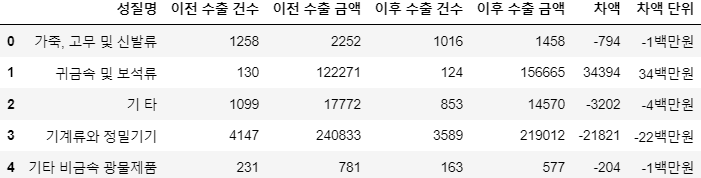 성질명 이전 수출 건수 이전 수출 금액 이후 수출 건수 이후 수출 금액 차액 차액 단위
0 가죽, 고무 및 신발류 1258 2252 1016 1458 -794 -1백만원
1 귀금속 및 보석류 130 122271 124 156665 34394 34백만원
2 기 타 1099 17772 853 14570 -3202 -4백만원
3 기계류와 정밀기기 4147 240833 3589 219012 -21821 -22백만원
4 기타 비금속 광물제품 231 781 163 577 -204 -1백만원